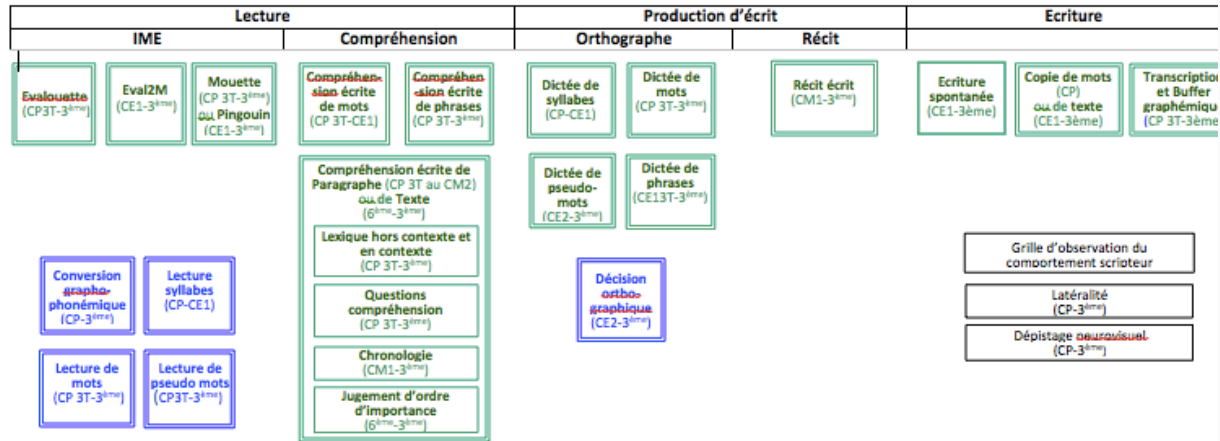 Lecture
Production d'écrit
Ecriture
IME
Compréhension
Orthographe
Récit
Evalouette
(CP3T-3ème)
Eval2M
(CE1-3ème)
Mouette
(CP 3T-3ème)
ou Pingouin
(CE1-3ème)
Compréhen-
sion écrite
de mots
(CP 3T-CE1)
Compréhen
-sion écrite
de phrases
(CP 3T-3ème)
Dictée de
syllabes
(CP-CE1)
Dictée de
mots
(CP 3T-3ème)
Récit écrit
(CM1-3ème)
Ecriture
spontanée
(CE1-3ème)
Copie de mots
(CP)
ou de texte
(CE1-3ème)
Transcription
et Buffer
graphémique
(CP 3T-3ème
Compréhension écrite de
Paragraphe (CP 3T au CM2)
ou de Texte
(6ème-3ème)
Lexique hors contexte et
en contexte
(CP 3T-3ème)
Questions
compréhension
(CP 3T-3ème)
Chronologie
(CM1-3ème)
Jugement d'ordre
d'importance
(6ème-3ème)
Dictée de
pseudo-
mots
(CE2-3ème)
Dictée de
phrases
(CE13T-3ème)
Conversion
grapho-
phonémique
(CP-3ème)
Lecture
syllabes
(CP-CE1)
Lecture de
mots
(CP 3T-3ème)
Lecture de
pseudo mots
(CP3T-3ème)
Décision
ortho-
graphique
(CE2-3ème)
Grille d'observation du
comportement scripteur
Latéralité
(CP-3ème)
Dépistage neurovisuel
(CP-3ème)